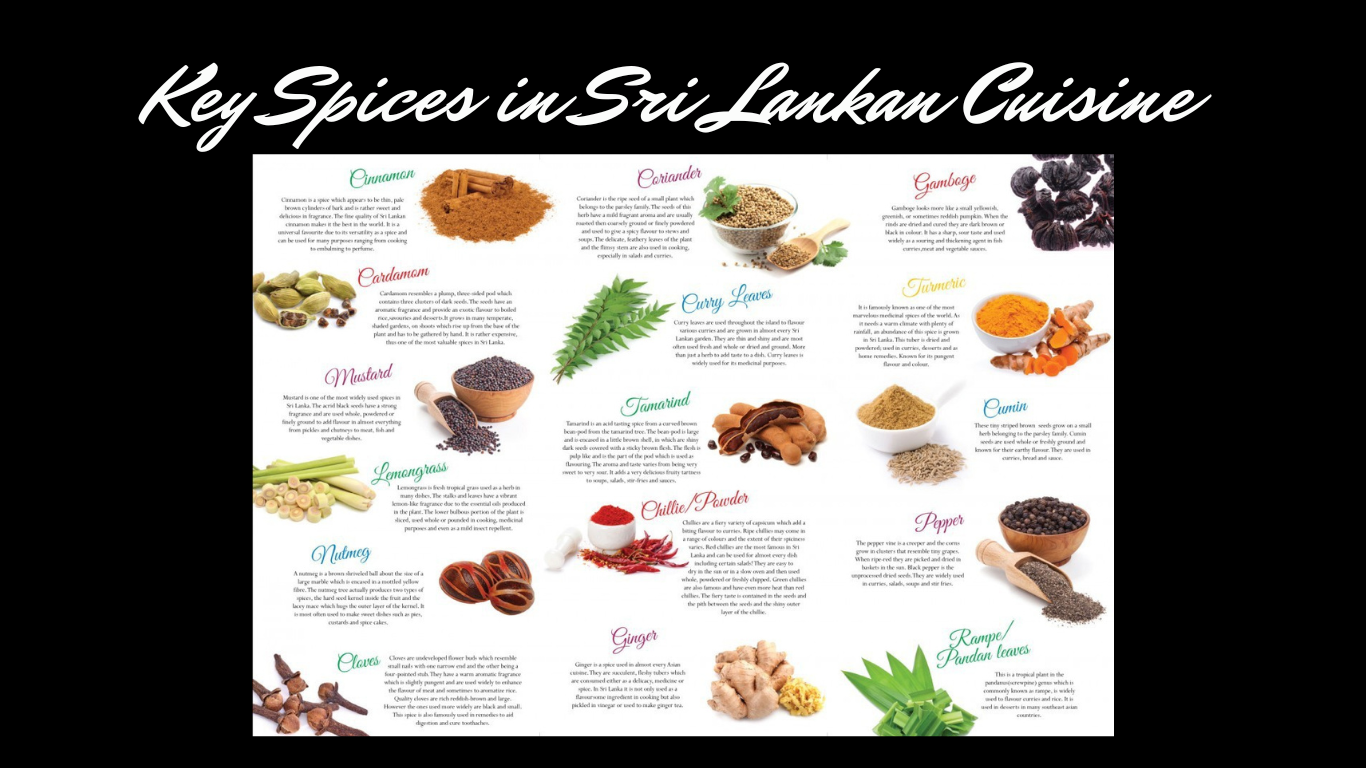 Key Spices in Sri Lankan Cuisine
Cinnamon
Cinnamon is a spice which appears to be thin, pale
brown cylinders of bark and is rather sweet and
delicious in fragrance. The fine quality of Sri Lankan
cinnamon makes it the best in the world. It is a
universal favourite due to its versatility as a spice and
can be used for many purposes ranging from cooking
to embalming to perfume.
Cardamom
Cardamom resembles a plump, three-sided pod which
contains three clusters of dark seeds. The seeds have an
aromatic fragrance and provide an exotic flavour to boiled
rice,savouries and desserts.It grows in many temperate,
shaded gardens, on shoots which rise up from the base of the
plant and has to be gathered by hand. It is rather expensive,
thus one of the most valuable spices in Sri Lanka.
Mustard
Mustard is one of the most widely used spices in
Sri Lanka. The acrid black seeds have a strong
fragrance and are used whole, powdered or
finely ground to add flavour in almost everything
from pickles and chutneys to meat, fish and
vegetable dishes.
Lemongrass
Lemongrass is fresh tropical grass used as a herb in
many dishes. The stalks and leaves have a vibrant
lemon-like fragrance due to the essential oils produced
in the plant. The lower bulbous portion of the plant is
sliced, used whole or pounded in cooking, medicinal
purposes and even as a mild insect repellent.
Nutmeg
A nutmeg is a brown shriveled ball about the size of a
large marble which is encased in a mottled yellow
fibre. The nutmeg tree actually produces two types of
spices, the hard seed kernel inside the fruit and the
lacey mace which hugs the outer layer of the kernel. It
is most often used to make sweet dishes such as pies,
custards and spice cakes.
Cloves
Cloves are undeveloped flower buds which resemble
small nails with one narrow end and the other being a
four-pointed stub. They have a warm aromatic fragrance
which is slightly pungent and are used widely to enhance
the flavour of meat and sometimes to aromatize rice.
Quality cloves are rich reddish-brown and large.
However the ones used more widely are black and small.
This spice is also famously used in remedies to aid
digestion and cure toothaches.
Coriander
Coriander is the ripe seed of a small plant which
belongs to the parsley family. The seeds of this
herb have a mild fragrant aroma and are usually
roasted then coarsely ground or finely powdered
and used to give a spicy flavour to stews and
soups. The delicate, feathery leaves of the plant
and the flimsy stem are also used in cooking,
especially in salads and curries.
Curry Leaves
Curry leaves are used throughout the island to flavour
various curries and are grown in almost every Sri
Lankan garden. They are thin and shiny and are most
often used fresh and whole or dried and ground. More
than just a herb to add taste to a dish. Curry leaves is
widely used for its medicinal purposes.
Tamarind
Tamarind is an acid tasting spice from a curved brown
bean-pod from the tamarind tree. The bean-pod is large
and is encased in a little brown shell, in which are shiny
dark seeds covered with a sticky brown flesh. The flesh is
pulp like and is the part of the pod which is used as
flavouring. The aroma and taste varies from being very
sweet to very sour. It adds a very delicious fruity tartness
to soups, salads, stir-fries and sauces.
Chillie/Powder
Chillies are a fiery variety of capsicum which add a
biting flavour to curries. Ripe chillies may come in
a range of colours and the extent of their spiciness
varies. Red chillies are the most famous in Sri
Lanka and can be used for almost every dish
including certain salads! They are easy to
dry in the sun or in a slow oven and then used
whole, powdered or freshly chipped. Green chillies
are also famous and have even more heat than red
chillies. The fiery taste is contained in the seeds and
the pith between the seeds and the shiny outer
layer of the chillie.
Ginger
Ginger is a spice used in almost every Asian
cuisine. They are succulent, fleshy tubers which
are consumed either as a delicacy, medicine or
spice. In Sri Lanka it is not only used as a
flavoursome ingredient in cooking but also
pickled in vinegar or used to make ginger tea.
Gamboge
Gamboge looks more like a small yellowish,
greenish, or sometimes reddish pumpkin. When the
rinds are dried and cured they are dark brown or
black in colour. It has a sharp, sour taste and used
widely as a souring and thickening agent in fish
curries,meat and vegetable sauces.
Turmeric
It is famously known as one of the most
marvelous medicinal spices of the world. As
it needs a warm climate with plenty of
rainfall, an abundance of this spice is grown
in Sri Lanka. This tuber is dried and
powdered, used in curries, desserts and as
home remedies. Known for its pungent
flavour and colour.
Cumin
These tiny striped brown seeds grow on a small
herb belonging to the parsley family. Cumin
seeds are used whole or freshly ground and
known for their earthy flavour. They are used in
curries, bread and sauce.
Pepper
The pepper vine is a creeper and the corns
grow in clusters that resemble tiny grapes.
When ripe red they are picked and dried in
baskets in the sun. Black pepper is the
unprocessed dried seeds. They are widely used
in curries, salads, soups and stir fries.
Rampe/
Pandan leaves
This is a tropical plant in the
pandanus(screwpine) genus which is
commonly known as rampe, is widely
used to flavour curries and rice. It is
used in desserts in many southeast asian
countries.